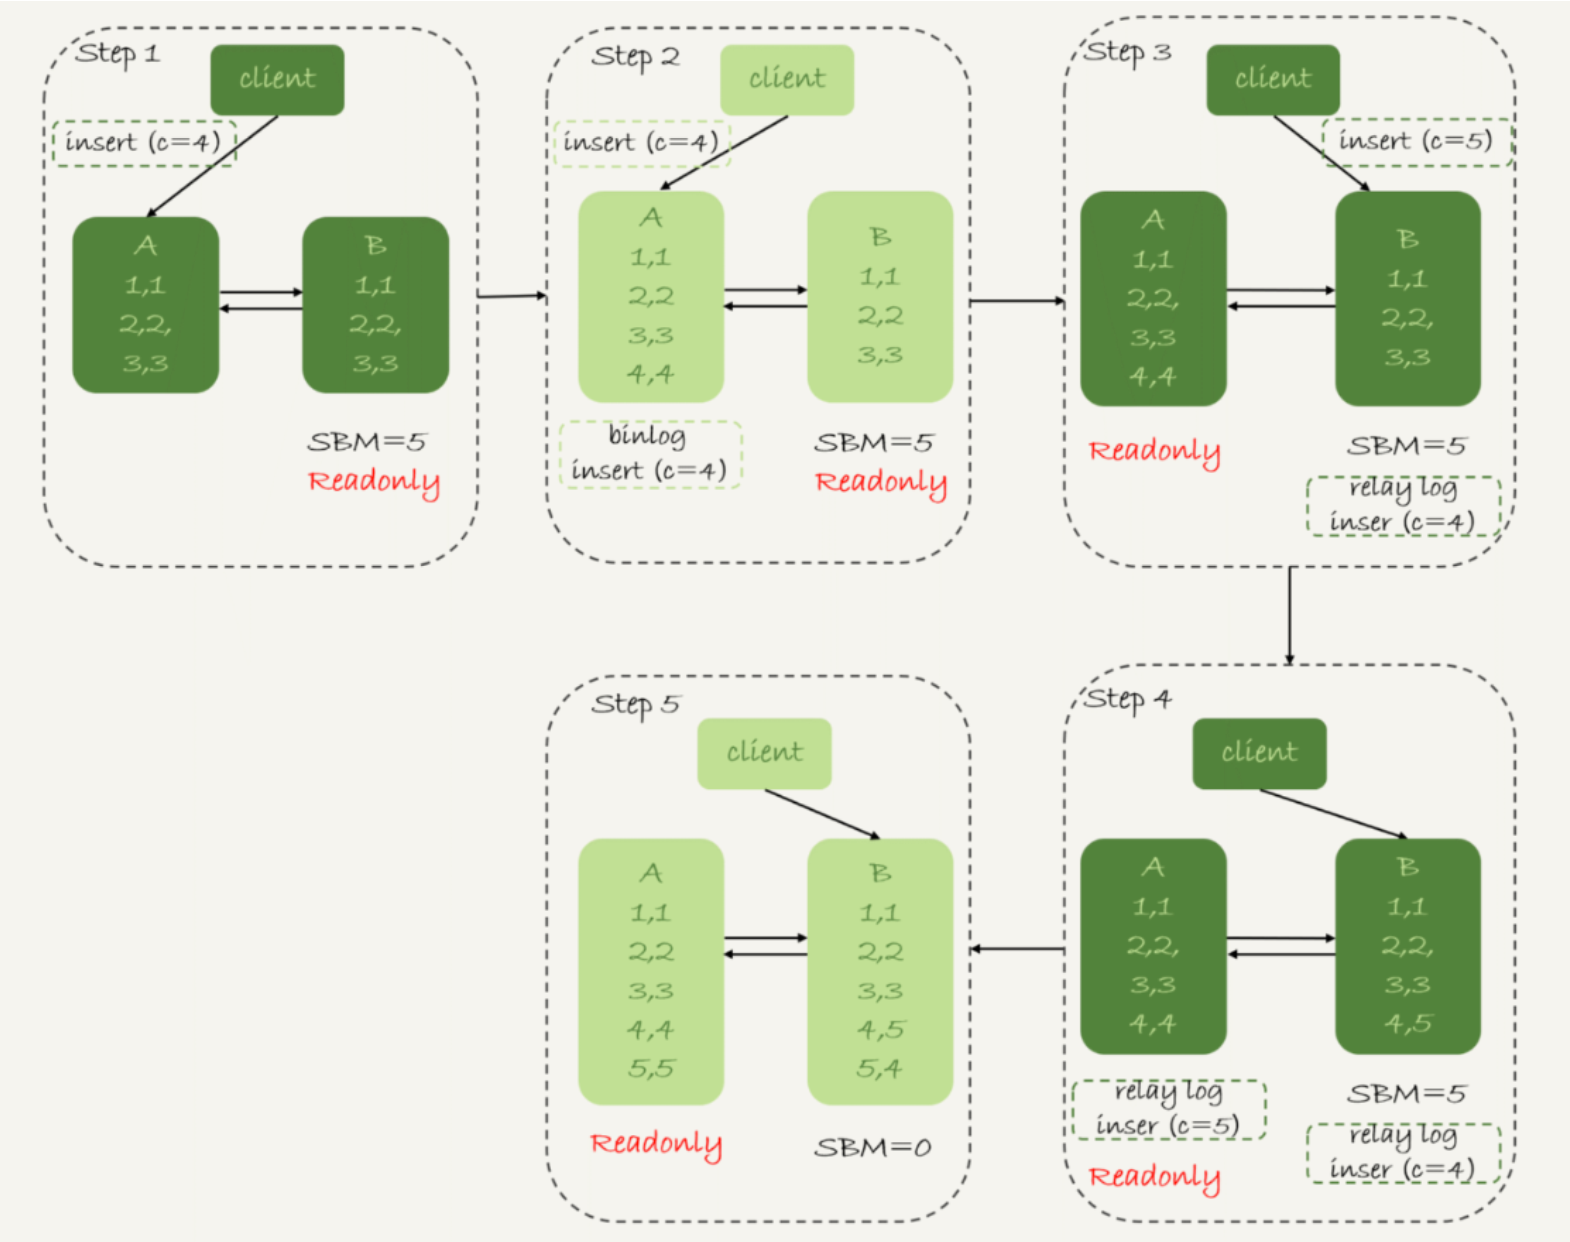 Step 1
client
insert (c=4)
A
1,1
2,2,
3,3
B
1,1
2,2,
3,3
SBM=5
Readonly
Step 2
client
insert (c=4)
A
1,1
2,2
3,3
4,4
B
1,1
2,2
3,3
binlog
insert (c=4)
SBM=5
Readonly
Step 3
client
insert (c=5)
A
1,1
2,2,
3,3
4,4
B
1,1
2,2,
3,3
Readonly
SBM=5
relay log
inser (c=4)
Step 4
client
A
1,1
2,2,
3,3
4,4
B
1,1
2,2,
3,3
4,5
relay log
inser (c=5)
Readonly
SBM=5
relay log
inser (c=4)
Step 5
client
A
1,1
2,2
3,3
4,4
5,5
B
1,1
2,2
3,3
4,5
5,4
Readonly
SBM=0